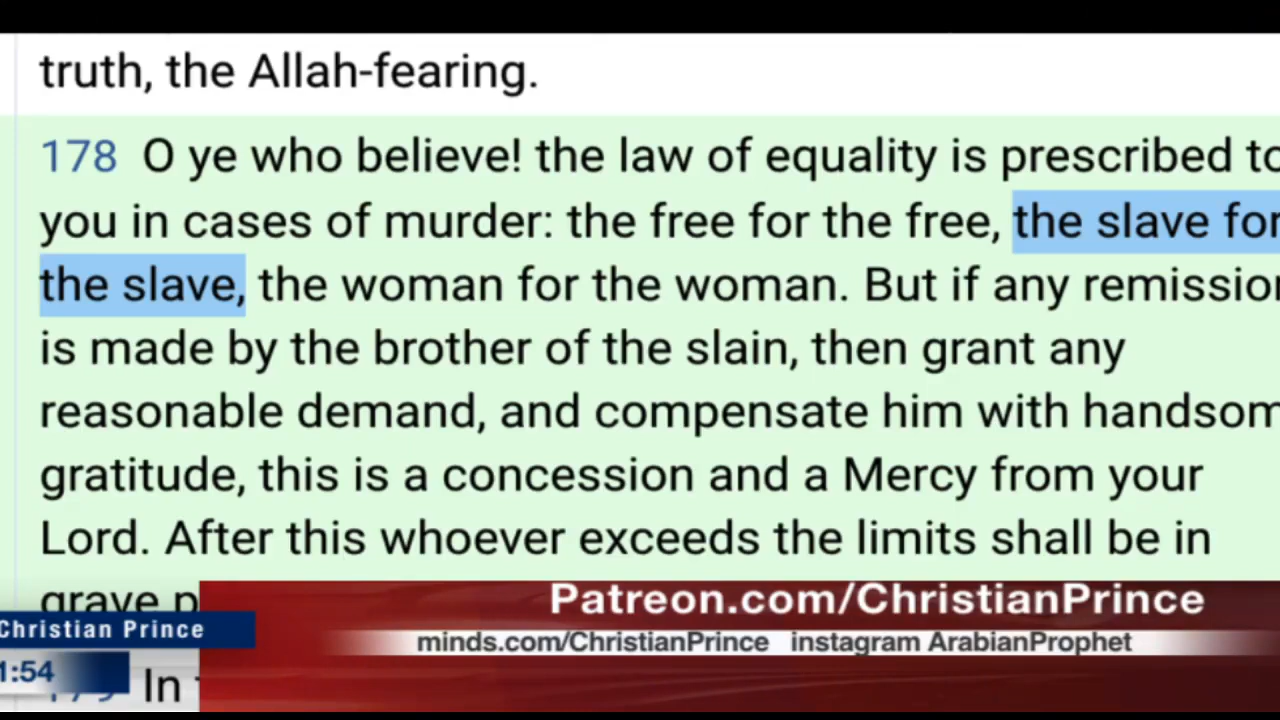 truth, the Allah-fearing.
178 O ye who believe! the law of equality is prescribed to
you in cases of murder: the free for the free, the slave for
the slave, the woman for the woman. But if any remission
is made by the brother of the slain, then grant any
reasonable demand, and compensate him with handsom
gratitude, this is a concession and a Mercy from your
Lord. After this whoever exceeds the limits shall be in
grave p
Patreon.com/ChristianPrince
Christian Prince
minds.com/ChristianPrince instagram ArabianProphet
1:54
In